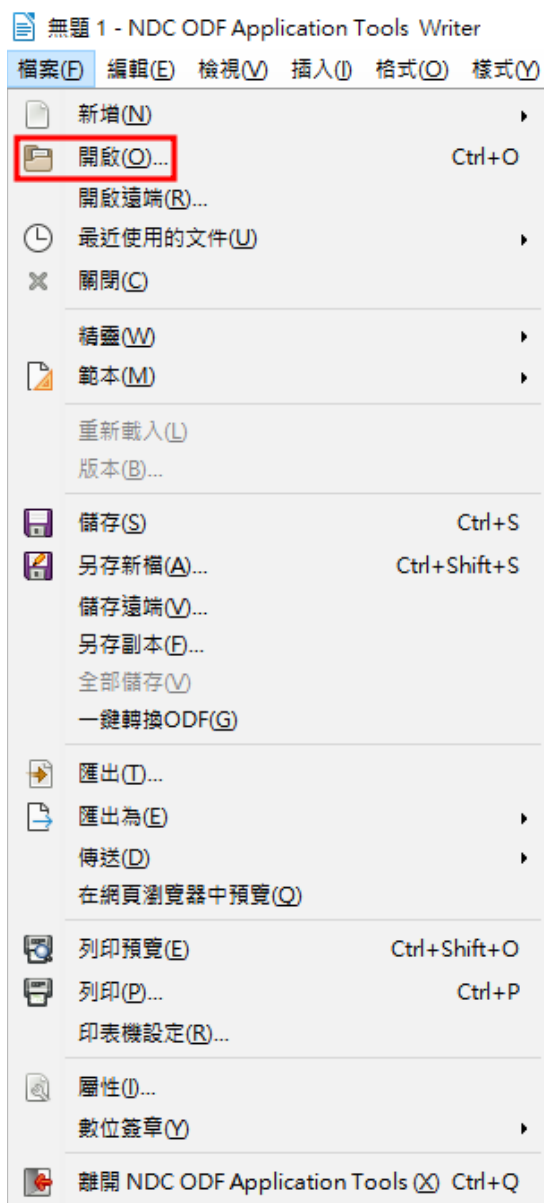 無題 1 - NDC ODF Application Tools Writer
檔案(F) 編輯(E) 檢視(V) 插入(I) 格式(O) 樣式(Y)
新增(N)
開啟(O)... Ctrl+O
開啟遠端(R)...
最近使用的文件(U)
關閉(C)
精靈(W)
範本(M)
重新載入(L)
版本(B)...
儲存(S) Ctrl+S
另存新檔(A)... Ctrl+Shift+S
儲存遠端(V)...
另存副本(F)...
全部儲存(V)
一鍵轉換ODF(G)
匯出(T)...
匯出為(E)
傳送(D)
在網頁瀏覽器中預覽(Q)
列印預覽(E) Ctrl+Shift+O
列印(P)... Ctrl+P
印表機設定(R)...
屬性(I)...
數位簽章(Y)
離開 NDC ODF Application Tools (X) Ctrl+Q